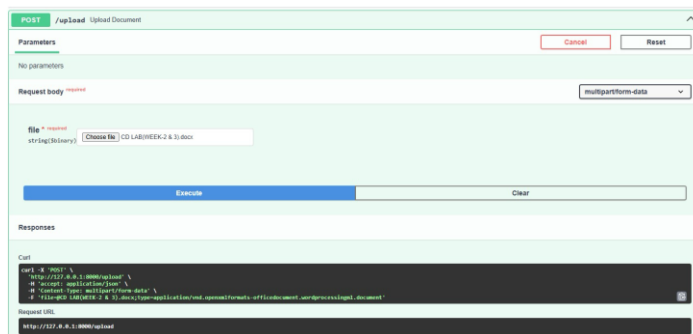 POST /upload Upload Document
Parameters
Cancel Reset
No parameters
Request body required
multipart/form-data
file * required
string($binary)
Choose file CD LAB(WEEK-2 & 3).docx
Execute Clear
Responses
Curl
curl -X 'POST' \
'http://127.0.0.1:8000/upload' \
-H 'accept: application/json' \
-H 'Content-Type: multipart/form-data' \
-F 'file=@CD LAB(WEEK-2 & 3).docx;type=application/vnd.openxmlformats-officedocument.wordprocessingml.document'
Request URL
http://127.0.0.1:8000/upload